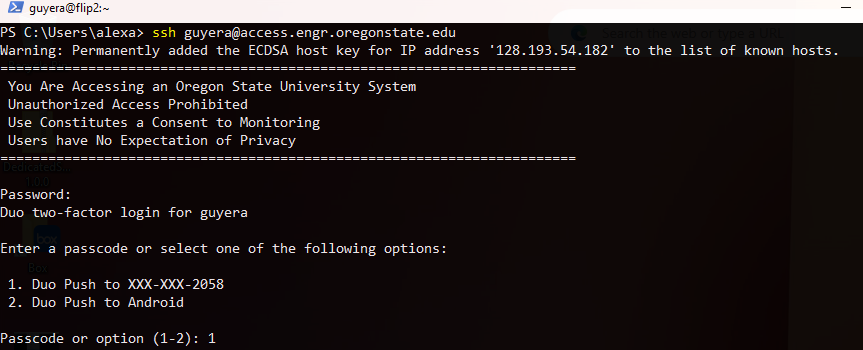 guyera@flip2:~
PS C:\Users\alexa> ssh guyera@access.engr.oregonstate.edu
Warning: Permanently added the ECDSA host key for IP address '128.193.54.182' to the list of known hosts.
========================================================================
You Are Accessing an Oregon State University System
Unauthorized Access Prohibited
Use Constitutes a Consent to Monitoring
Users have No Expectation of Privacy
========================================================================
Password:
Duo two-factor login for guyera
Enter a passcode or select one of the following options:
1. Duo Push to XXX-XXX-2058
2. Duo Push to Android
Passcode or option (1-2): 1